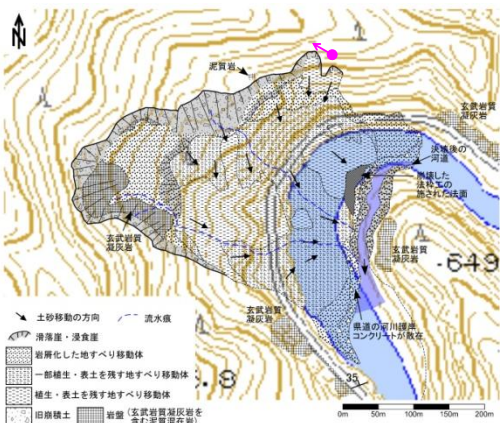 N
泥質岩
玄武岩質
凝灰岩
決壊後の
河道
崩壊した
法枠工の
施された法面
玄武岩質
凝灰岩
玄武岩質
凝灰岩
-649
県道の河川護岸
コンクリートが散在
玄武岩質
凝灰岩
35
土砂移動の方向
流水痕
滑落崖・浸食崖
岩屑化した地すべり移動体
一部植生・表土を残す地すべり移動体
植生・表土を残す地すべり移動体
旧崩積土
岩盤 (玄武岩質凝灰岩を
含む泥質混在岩)
0m 50m 100m 150m 200m